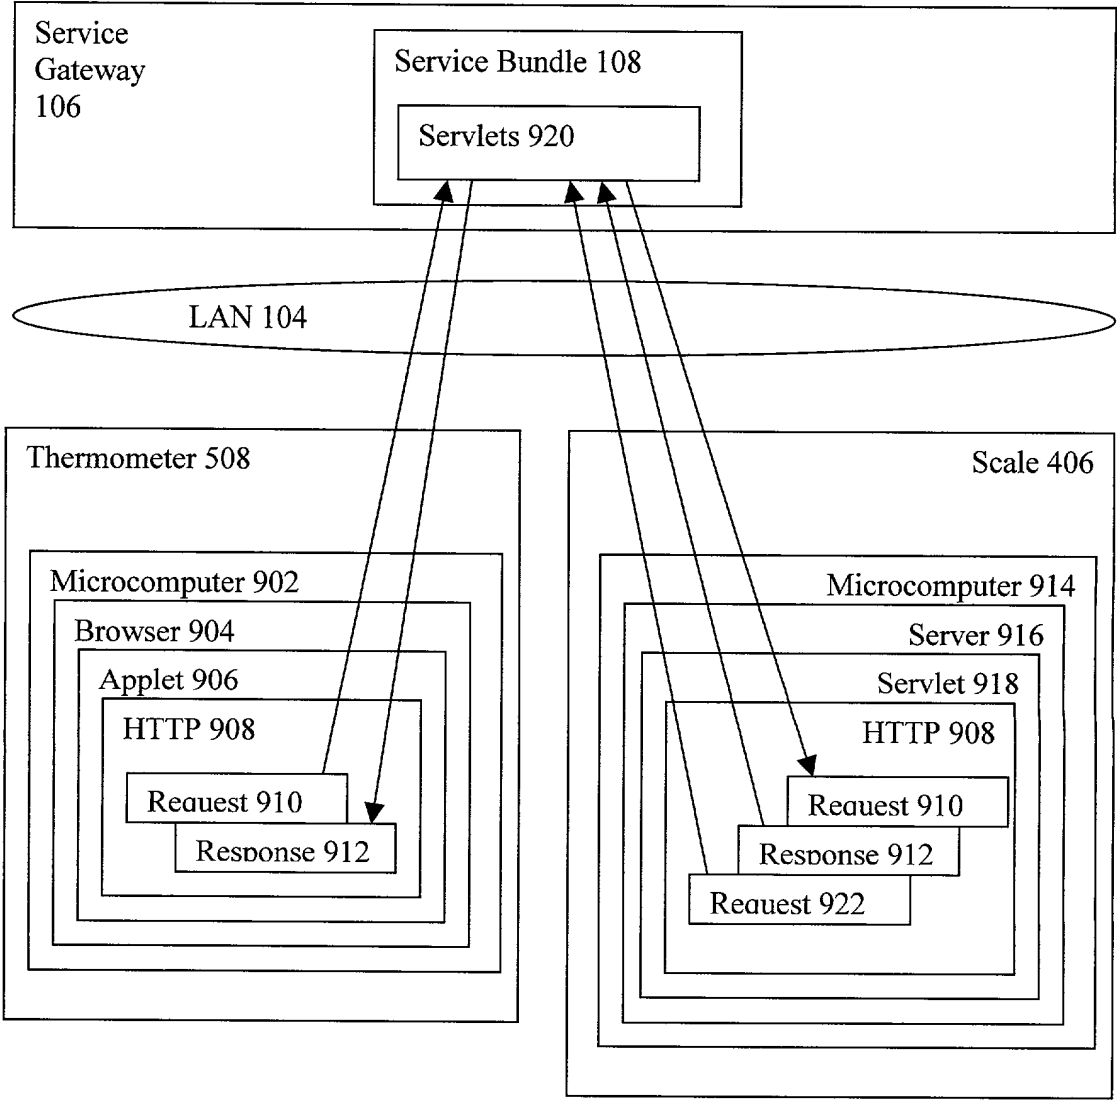 Service
Gateway
106
Service Bundle 108
Servlets 920
LAN 104
Thermometer 508
Microcomputer 902
Browser 904
Applet 906
HTTP 908
Request 910
Response 912
Scale 406
Microcomputer 914
Server 916
Servlet 918
HTTP 908
Request 910
Response 912
Request 922